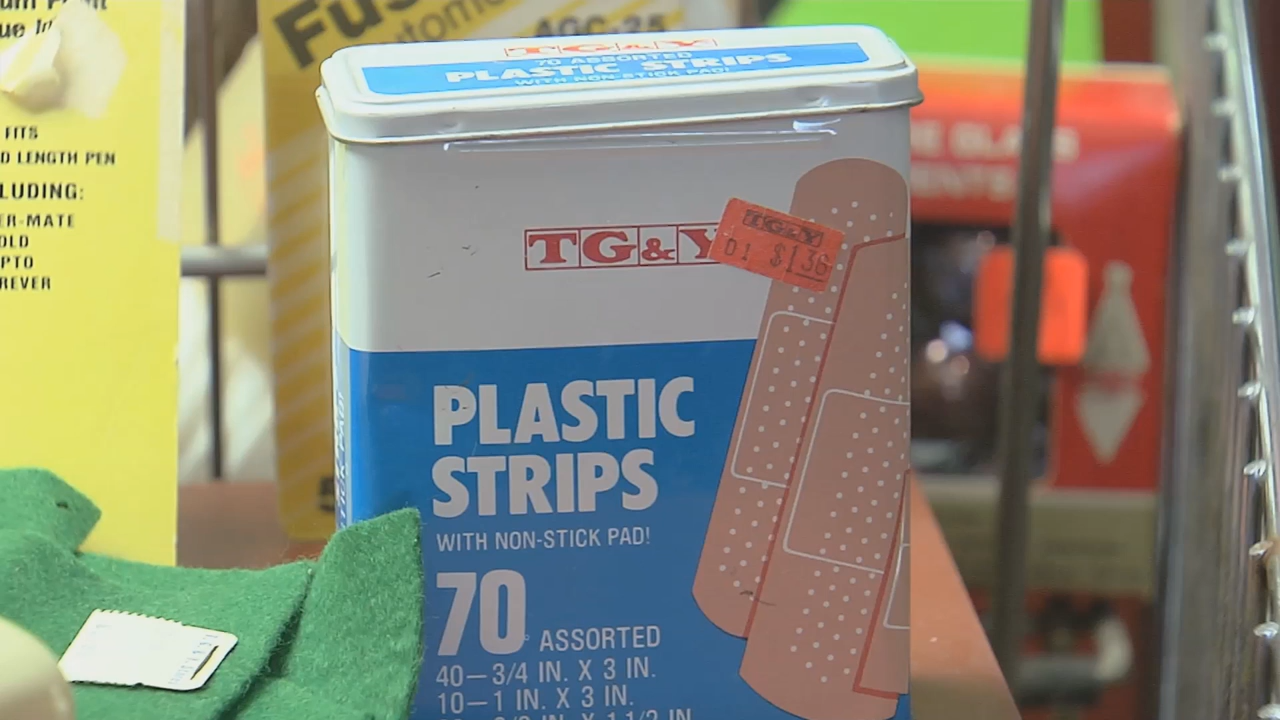 FITS
D LENGTH PEN
LUDING:
ER-MATE
OLD
PTO
REVER
Fus
AGC-25
TG&Y
70 ASSORTED
PLASTIC STRIPS
WITH NON-STICK PAD!
TG&Y
TG&Y
01 $1.36
PLASTIC
STRIPS
WITH NON-STICK PAD!
70 ASSORTED
40–3/4 IN. X 3 IN.
10–1 IN. X 3 IN.